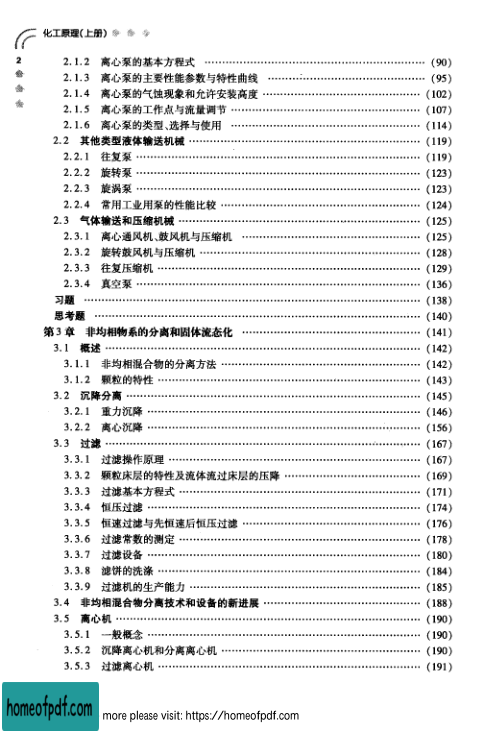 化工原理(上册)
2
2.1.2 离心泵的基本方程式 (90)
2.1.3 离心泵的主要性能参数与特性曲线 (95)
2.1.4 离心泵的气蚀现象和允许安装高度 (102)
2.1.5 离心泵的工作点与流量调节 (107)
2.1.6 离心泵的类型、选择与使用 (114)
2.2 其他类型液体输送机械 (119)
2.2.1 往复泵 (119)
2.2.2 旋转泵 (123)
2.2.3 旋涡泵 (123)
2.2.4 常用工业用泵的性能比较 (124)
2.3 气体输送和压缩机械 (125)
2.3.1 离心通风机、鼓风机与压缩机 (125)
2.3.2 旋转鼓风机与压缩机 (128)
2.3.3 往复压缩机 (129)
2.3.4 真空泵 (136)
习题 (138)
思考题 (140)
第3章 非均相物系的分离和固体流态化 (141)
3.1 概述 (142)
3.1.1 非均相混合物的分离方法 (142)
3.1.2 颗粒的特性 (143)
3.2 沉降分离 (145)
3.2.1 重力沉降 (146)
3.2.2 离心沉降 (156)
3.3 过滤 (167)
3.3.1 过滤操作原理 (167)
3.3.2 颗粒床层的特性及流体流过床层的压降 (169)
3.3.3 过滤基本方程式 (171)
3.3.4 恒压过滤 (174)
3.3.5 恒速过滤与先恒速后恒压过滤 (176)
3.3.6 过滤常数的测定 (178)
3.3.7 过滤设备 (180)
3.3.8 滤饼的洗涤 (184)
3.3.9 过滤机的生产能力 (185)
3.4 非均相混合物分离技术和设备的新进展 (188)
3.5 离心机 (190)
3.5.1 一般概念 (190)
3.5.2 沉降离心机和分离离心机 (190)
3.5.3 过滤离心机 (191)
homeofpdf.com
more please visit: https://homeofpdf.com